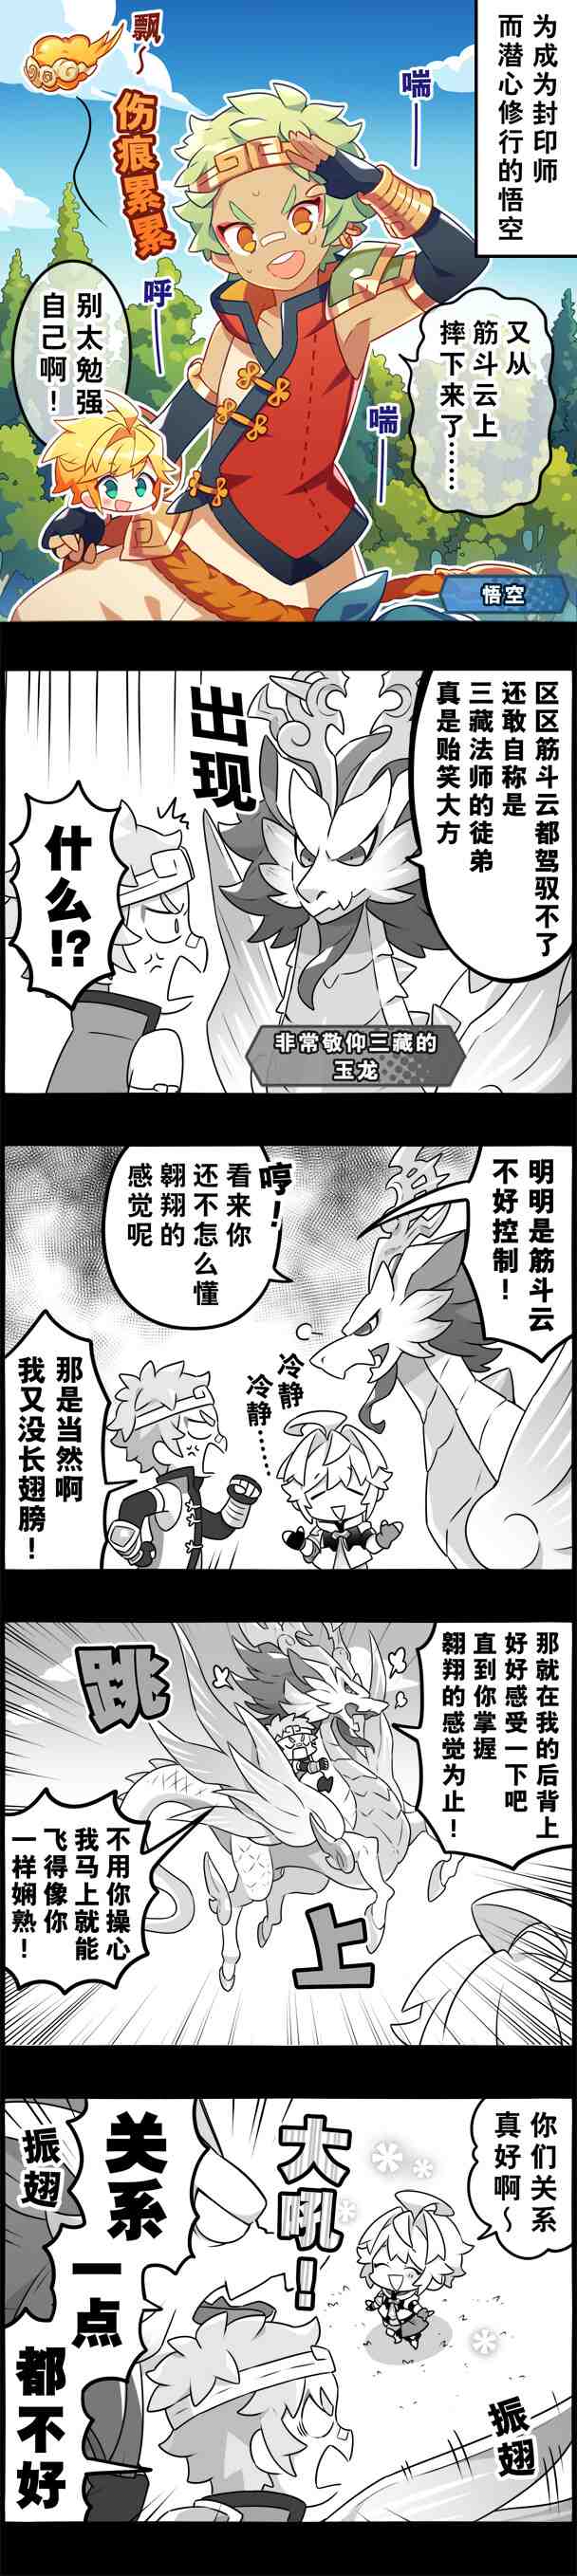 为成为封印师
而潜心修行的悟空
喘
飘～
伤痕累累
又从
筋斗云上
摔下来了……
呼
喘
别太勉强
自己啊！
悟空
区区筋斗云都驾驭不了
还敢自称是
三藏法师的徒弟
真是贻笑大方
出现
什么!?
非常敬仰三藏的
玉龙
明明是筋斗云
不好控制！
哼！
看来你
还不怎么懂
翱翔的
感觉呢
冷静
冷静……
那是当然啊
我又没长翅膀！
那就在我的后背上
好好感受一下吧
直到你掌握
翱翔的感觉为止！
跳
上
不用你操心
我马上就能
飞得像你
一样娴熟！
你们关系
真好啊～
大吼！
关系
一点
都不好
振翅
振翅